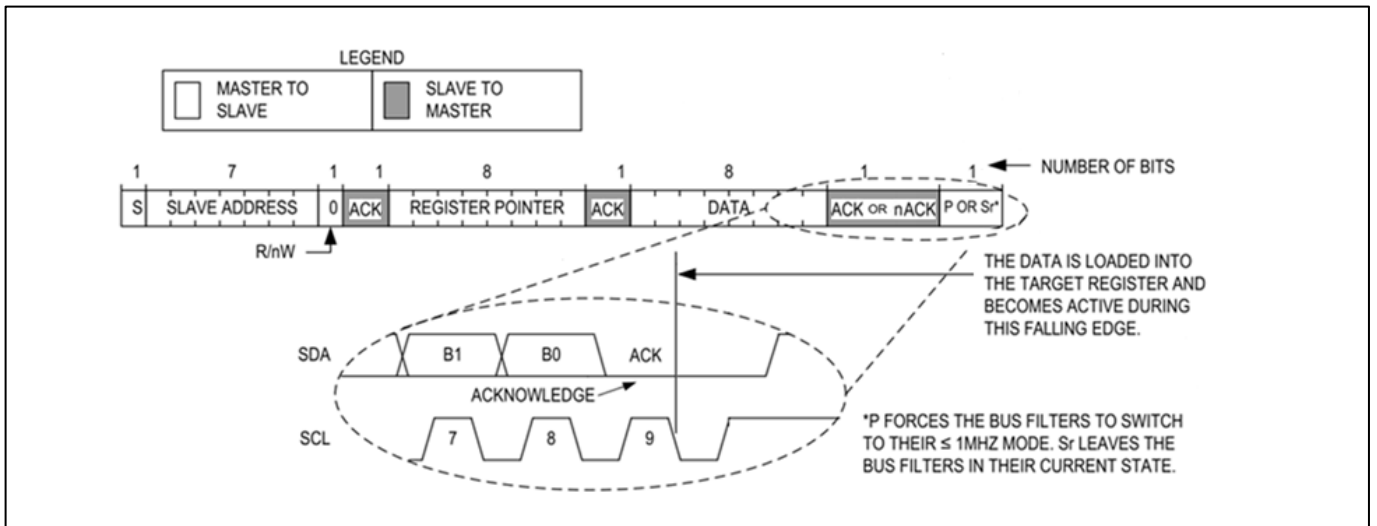 LEGEND
MASTER TO
SLAVE
SLAVE TO
MASTER
1 7 1 1 8 1 8 1 1 NUMBER OF BITS
S SLAVE ADDRESS 0 ACK REGISTER POINTER ACK DATA ACK OR nACK P OR Sr*
R/nW
THE DATA IS LOADED INTO
THE TARGET REGISTER AND
BECOMES ACTIVE DURING
THIS FALLING EDGE.
SDA B1 B0 ACK
ACKNOWLEDGE
SCL 7 8 9
*P FORCES THE BUS FILTERS TO SWITCH
TO THEIR ≤ 1MHZ MODE. Sr LEAVES THE
BUS FILTERS IN THEIR CURRENT STATE.